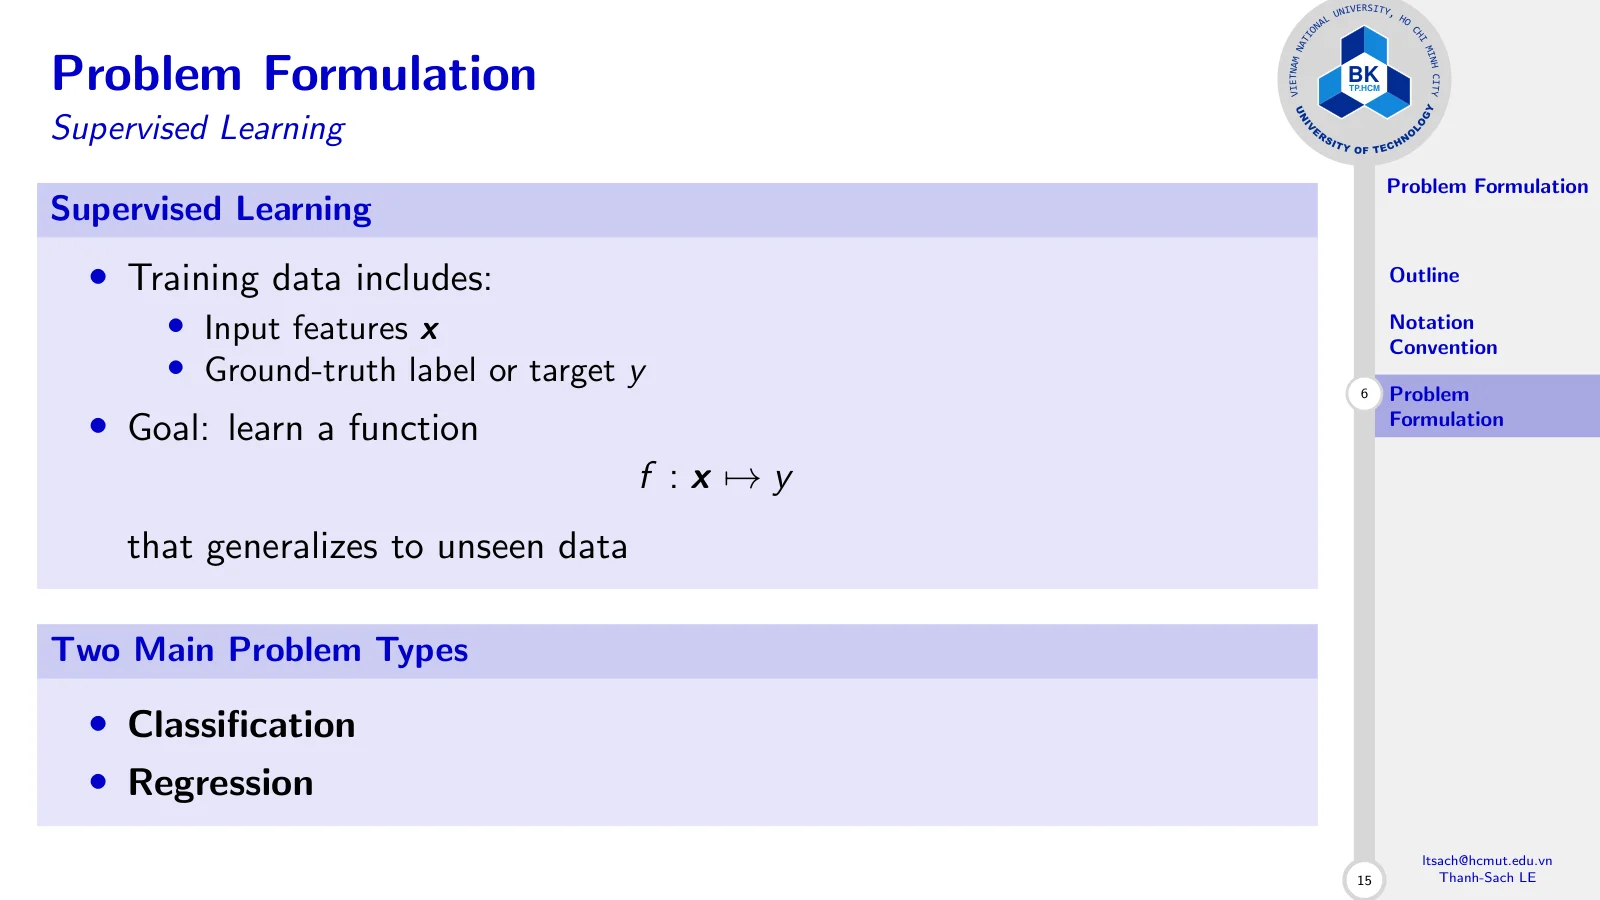 Problem Formulation
Supervised Learning
Supervised Learning
• Training data includes:
• Input features x
• Ground-truth label or target y
• Goal: learn a function
f : x ↦ y
that generalizes to unseen data
Two Main Problem Types
• Classification
• Regression
VIETNAM NATIONAL UNIVERSITY, HO CHI MINH CITY
BK
TP.HCM
UNIVERSITY OF TECHNOLOGY
Problem Formulation
Outline
Notation
Convention
6
Problem
Formulation
ltsach@hcmut.edu.vn
Thanh-Sach LE
15